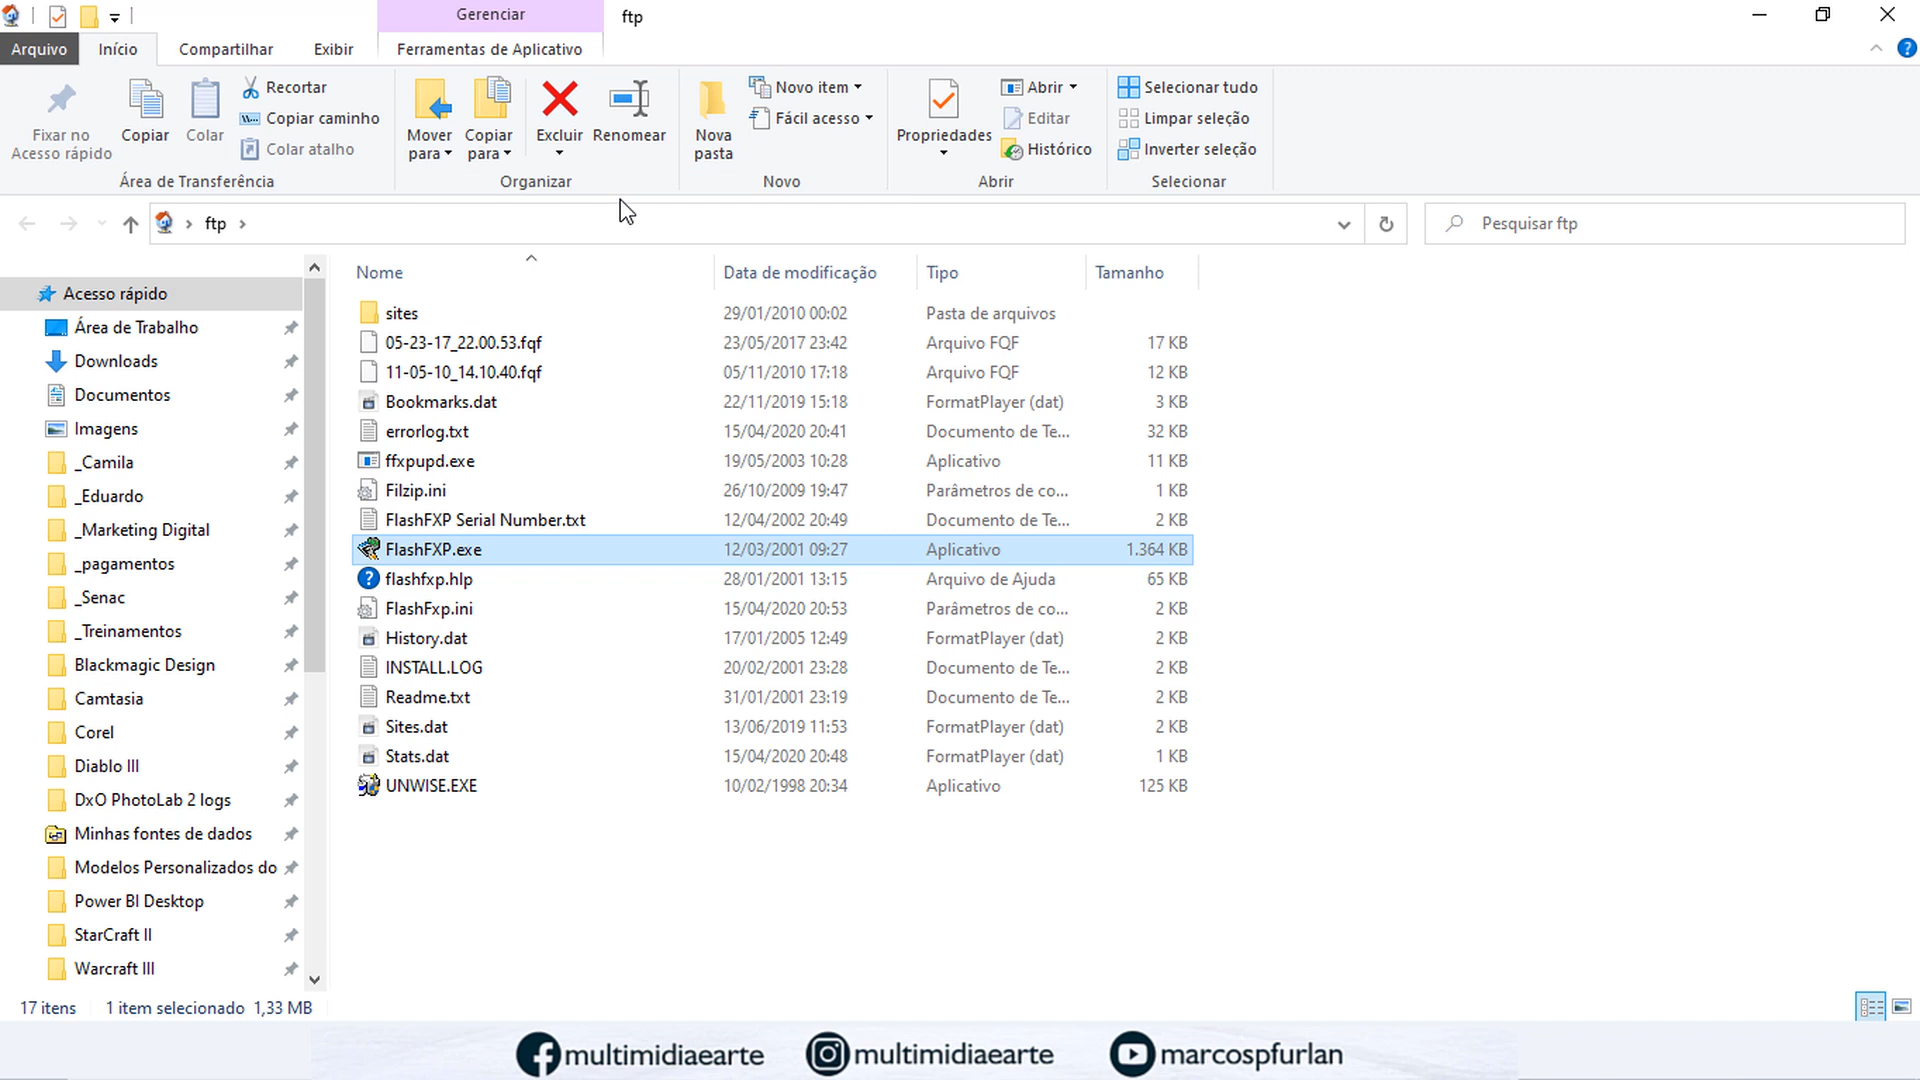 Gerenciar
ftp
Arquivo
Início
Compartilhar
Exibir
Ferramentas de Aplicativo
Fixar no
Acesso rápido
Copiar
Colar
Recortar
Copiar caminho
Colar atalho
Área de Transferência
Mover
para
Copiar
para
Excluir
Renomear
Organizar
Nova
pasta
Novo item
Fácil acesso
Novo
Propriedades
Abrir
Editar
Histórico
Abrir
Selecionar tudo
Limpar seleção
Inverter seleção
Selecionar
ftp
Pesquisar ftp
Acesso rápido
Área de Trabalho
Downloads
Documentos
Imagens
_Camila
_Eduardo
_Marketing Digital
_pagamentos
_Senac
_Treinamentos
Blackmagic Design
Camtasia
Corel
Diablo III
DxO PhotoLab 2 logs
Minhas fontes de dados
Modelos Personalizados do
Power BI Desktop
StarCraft II
Warcraft III
Nome Data de modificação Tipo Tamanho
sites 29/01/2010 00:02 Pasta de arquivos
05-23-17_22.00.53.fqf 23/05/2017 23:42 Arquivo FQF 17 KB
11-05-10_14.10.40.fqf 05/11/2010 17:18 Arquivo FQF 12 KB
Bookmarks.dat 22/11/2019 15:18 FormatPlayer (dat) 3 KB
errorlog.txt 15/04/2020 20:41 Documento de Te... 32 KB
ffxpupd.exe 19/05/2003 10:28 Aplicativo 11 KB
Filzip.ini 26/10/2009 19:47 Parâmetros de co... 1 KB
FlashFXP Serial Number.txt 12/04/2002 20:49 Documento de Te... 2 KB
FlashFXP.exe 12/03/2001 09:27 Aplicativo 1.364 KB
flashfxp.hlp 28/01/2001 13:15 Arquivo de Ajuda 65 KB
FlashFxp.ini 15/04/2020 20:53 Parâmetros de co... 2 KB
History.dat 17/01/2005 12:49 FormatPlayer (dat) 2 KB
INSTALL.LOG 20/02/2001 23:28 Documento de Te... 2 KB
Readme.txt 31/01/2001 23:19 Documento de Te... 2 KB
Sites.dat 13/06/2019 11:53 FormatPlayer (dat) 2 KB
Stats.dat 15/04/2020 20:48 FormatPlayer (dat) 1 KB
UNWISE.EXE 10/02/1998 20:34 Aplicativo 125 KB
17 itens 1 item selecionado 1,33 MB
multimidiaearte multimidiaearte marcospfurlan